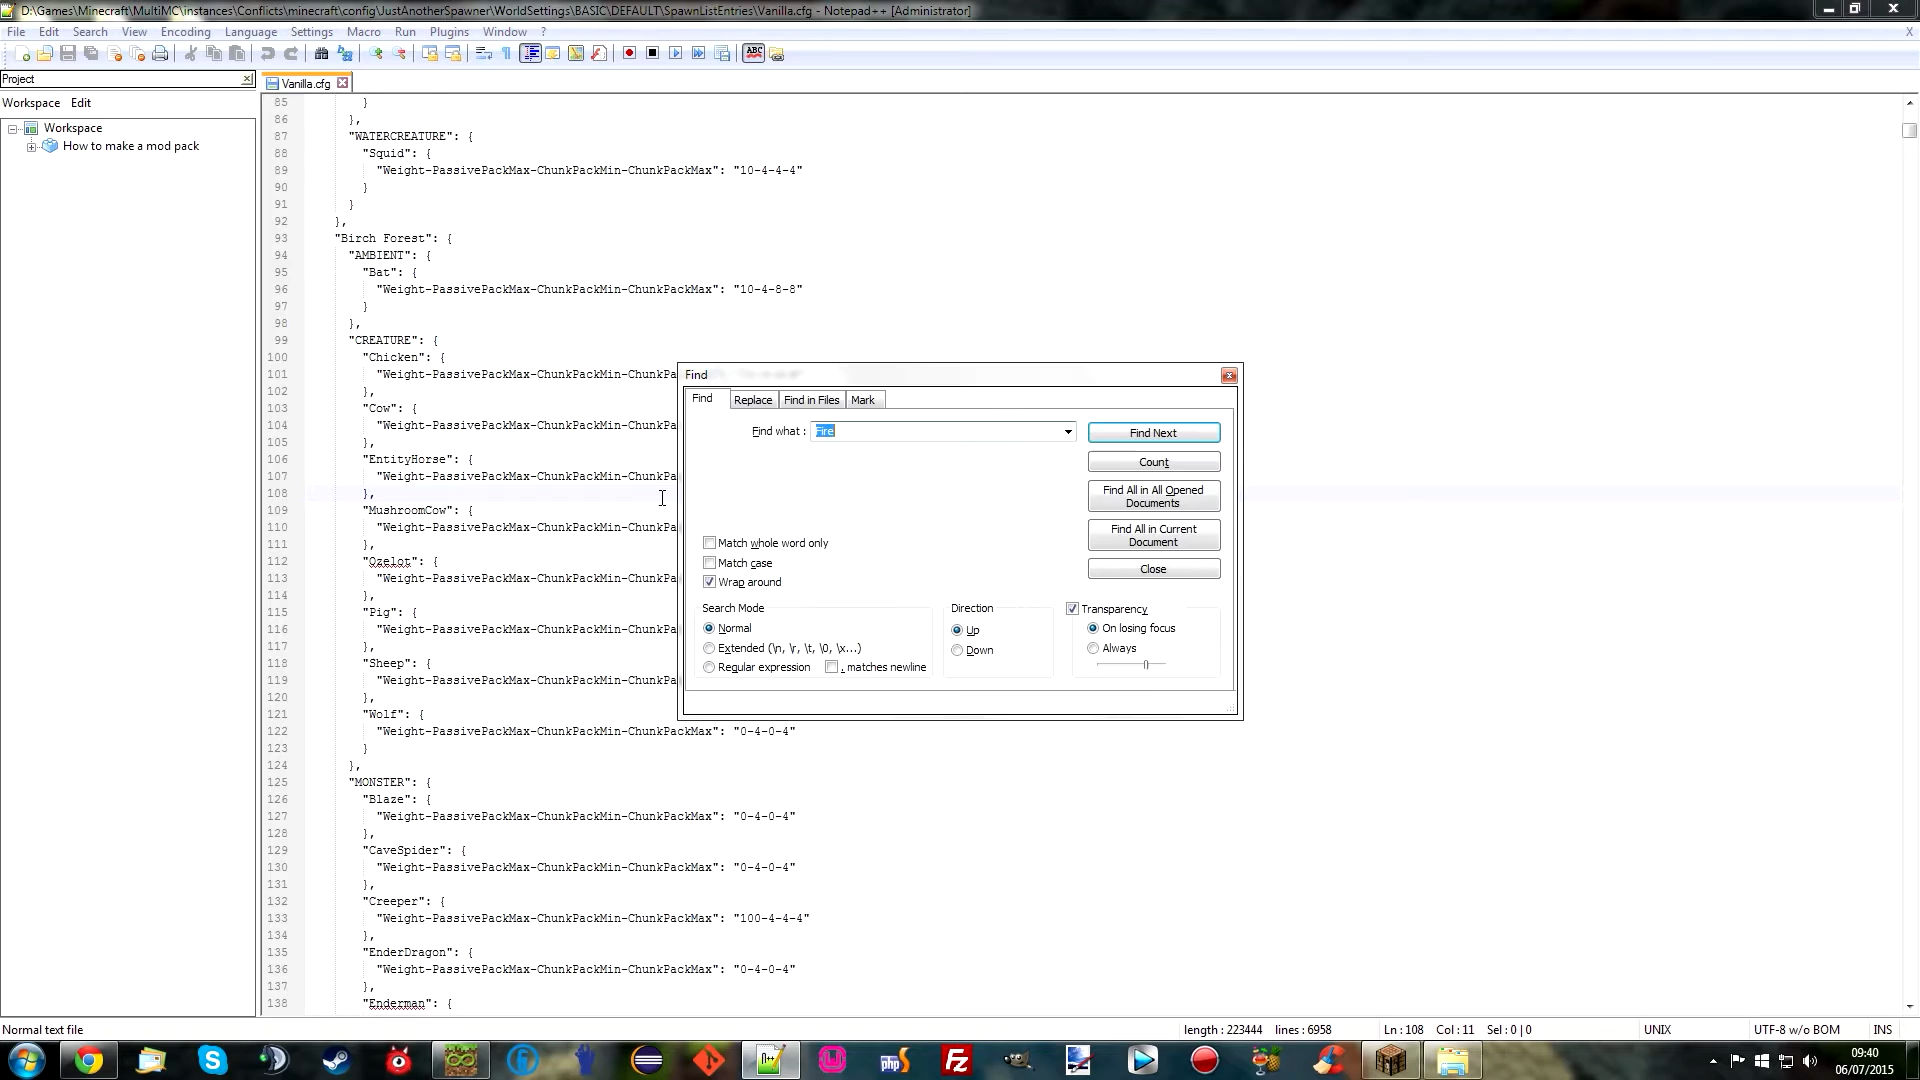 D:\Games\Minecraft\MultiMC\instances\Conflicts\minecraft\config\JustAnotherSpawner\WorldSettings\BASIC\DEFAULT\SpawnListEntries\Vanilla.cfg - Notepad++ [Administrator]
File Edit Search View Encoding Language Settings Macro Run Plugins Window ? X
Project
Vanilla.cfg
Workspace Edit
Workspace
How to make a mod pack
85 }
86 },
87 "WATERCREATURE": {
88 "Squid": {
89 "Weight-PassivePackMax-ChunkPackMin-ChunkPackMax": "10-4-4-4"
90 }
91 }
92 },
93 "Birch Forest": {
94 "AMBIENT": {
95 "Bat": {
96 "Weight-PassivePackMax-ChunkPackMin-ChunkPackMax": "10-4-8-8"
97 }
98 },
99 "CREATURE": {
100 "Chicken": {
101 "Weight-PassivePackMax-ChunkPackMin-ChunkPa
102 },
103 "Cow": {
104 "Weight-PassivePackMax-ChunkPackMin-ChunkPa
105 },
106 "EntityHorse": {
107 "Weight-PassivePackMax-ChunkPackMin-ChunkPa
108 },
109 "MushroomCow": {
110 "Weight-PassivePackMax-ChunkPackMin-ChunkPa
111 },
112 "Ozelot": {
113 "Weight-PassivePackMax-ChunkPackMin-ChunkPa
114 },
115 "Pig": {
116 "Weight-PassivePackMax-ChunkPackMin-ChunkPa
117 },
118 "Sheep": {
119 "Weight-PassivePackMax-ChunkPackMin-ChunkPa
120 },
121 "Wolf": {
122 "Weight-PassivePackMax-ChunkPackMin-ChunkPackMax": "0-4-0-4"
123 }
124 },
125 "MONSTER": {
126 "Blaze": {
127 "Weight-PassivePackMax-ChunkPackMin-ChunkPackMax": "0-4-0-4"
128 },
129 "CaveSpider": {
130 "Weight-PassivePackMax-ChunkPackMin-ChunkPackMax": "0-4-0-4"
131 },
132 "Creeper": {
133 "Weight-PassivePackMax-ChunkPackMin-ChunkPackMax": "100-4-4-4"
134 },
135 "EnderDragon": {
136 "Weight-PassivePackMax-ChunkPackMin-ChunkPackMax": "0-4-0-4"
137 },
138 "Enderman": {
Find
Find Replace Find in Files Mark
Find what : Fire
Find Next
Count
Find All in All Opened
Documents
Find All in Current
Document
Close
Match whole word only
Match case
Wrap around
Search Mode
Normal
Extended (\n, \r, \t, \0, \x...)
Regular expression . matches newline
Direction
Up
Down
Transparency
On losing focus
Always
Normal text file length : 223444 lines : 6958 Ln : 108 Col : 11 Sel : 0 | 0 UNIX UTF-8 w/o BOM INS
09:40
06/07/2015